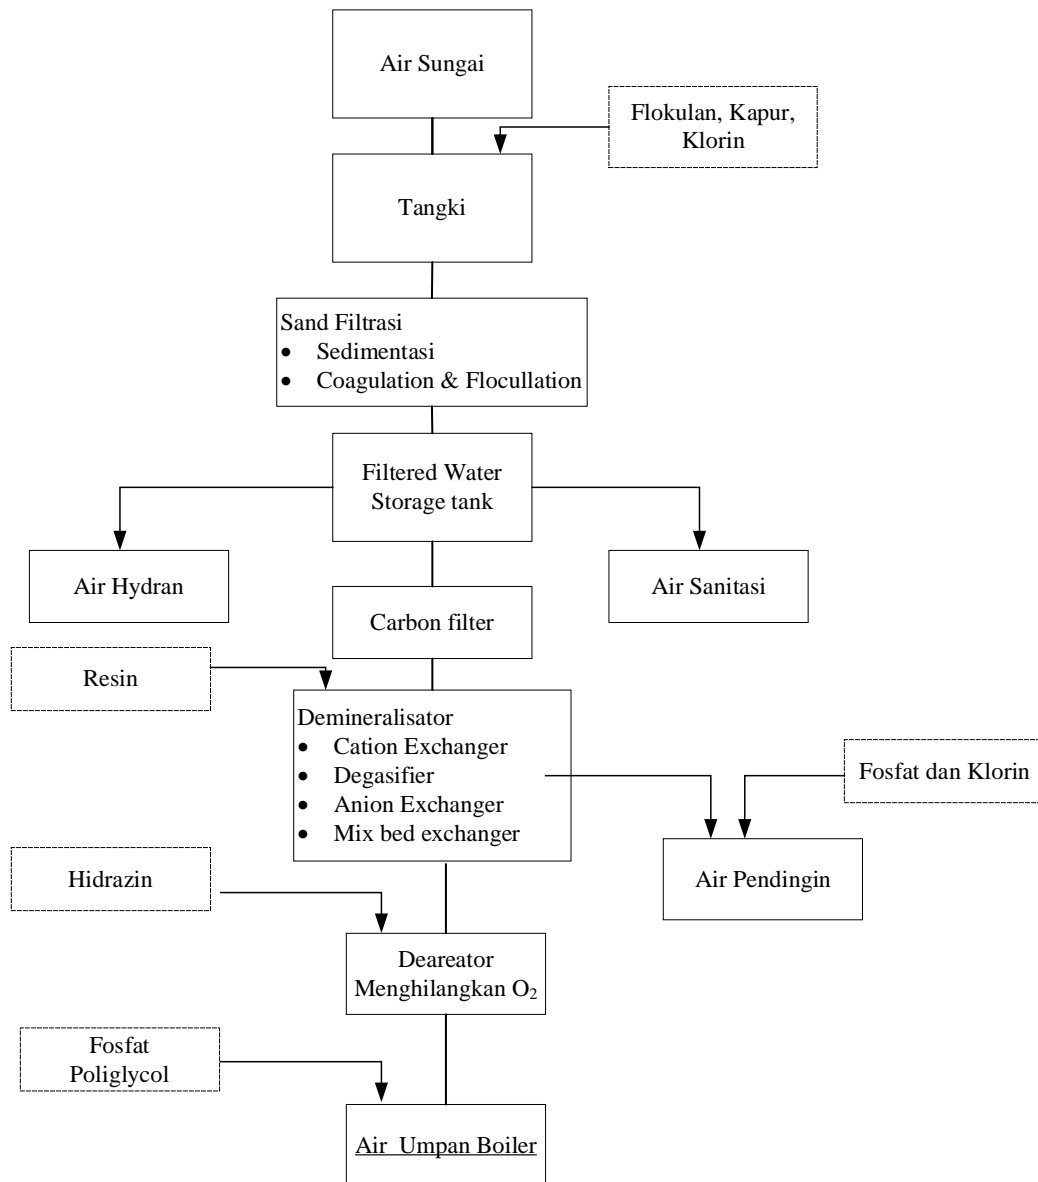 Air Sungai
Flokulan, Kapur,
Klorin
Tangki
Sand Filtrasi
• Sedimentasi
• Coagulation & Flocullation
Filtered Water
Storage tank
Air Hydran
Air Sanitasi
Carbon filter
Resin
Demineralisator
• Cation Exchanger
• Degasifier
• Anion Exchanger
• Mix bed exchanger
Fosfat dan Klorin
Hidrazin
Air Pendingin
Deareator
Menghilangkan O₂
Fosfat
Poliglycol
Air Umpan Boiler